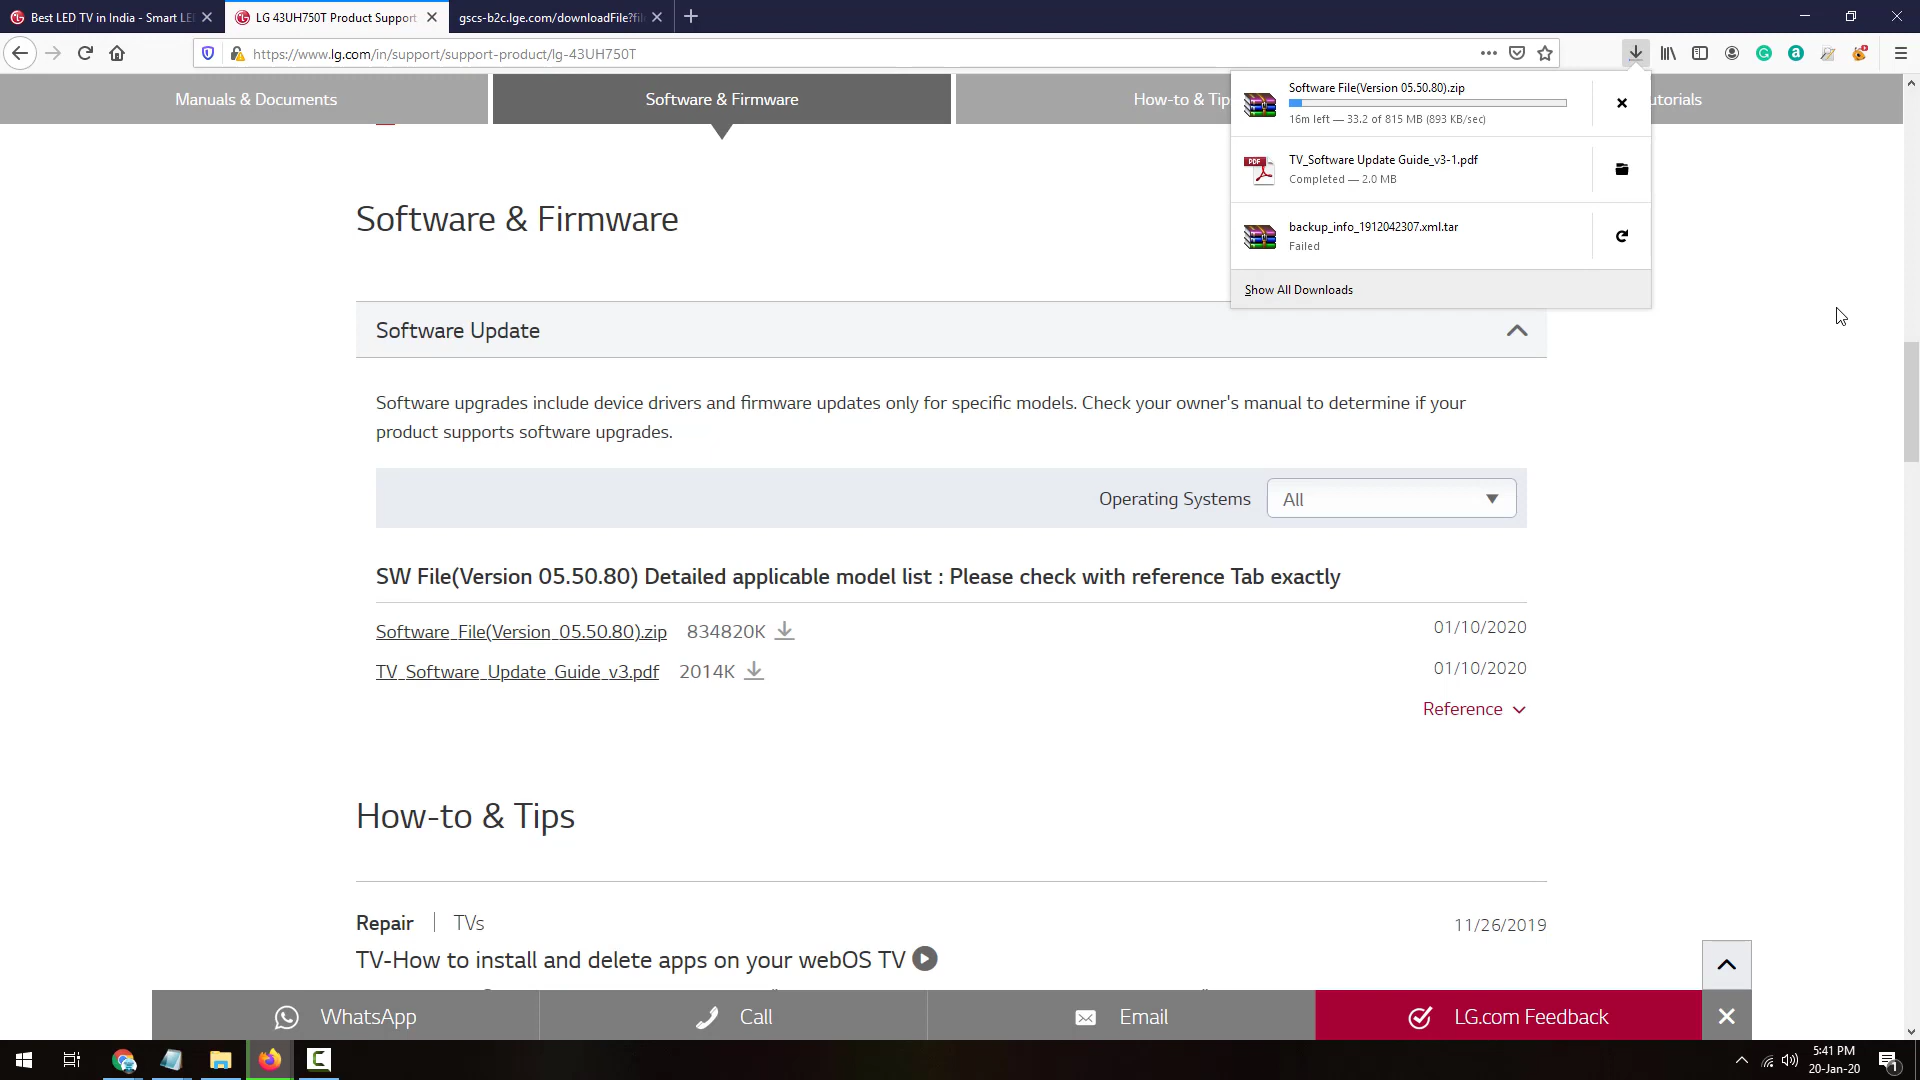 Best LED TV in India - Smart LE
LG 43UH750T Product Support
gscs-b2c.lge.com/downloadFile?fil
https://www.lg.com/in/support/support-product/lg-43UH750T
Manuals & Documents
Software & Firmware
How-to & Tip
utorials
Software File(Version 05.50.80).zip
16m left — 33.2 of 815 MB (893 KB/sec)
PDF
TV_Software Update Guide_v3-1.pdf
Completed — 2.0 MB
backup_info_1912042307.xml.tar
Failed
Show All Downloads
Software & Firmware
Software Update
Software upgrades include device drivers and firmware updates only for specific models. Check your owner's manual to determine if your
product supports software upgrades.
Operating Systems
All
SW File(Version 05.50.80) Detailed applicable model list : Please check with reference Tab exactly
Software_File(Version_05.50.80).zip 834820K
01/10/2020
TV_Software_Update_Guide_v3.pdf 2014K
01/10/2020
Reference
How-to & Tips
Repair | TVs
11/26/2019
TV-How to install and delete apps on your webOS TV
WhatsApp
Call
Email
LG.com Feedback
5:41 PM
20-Jan-20
1